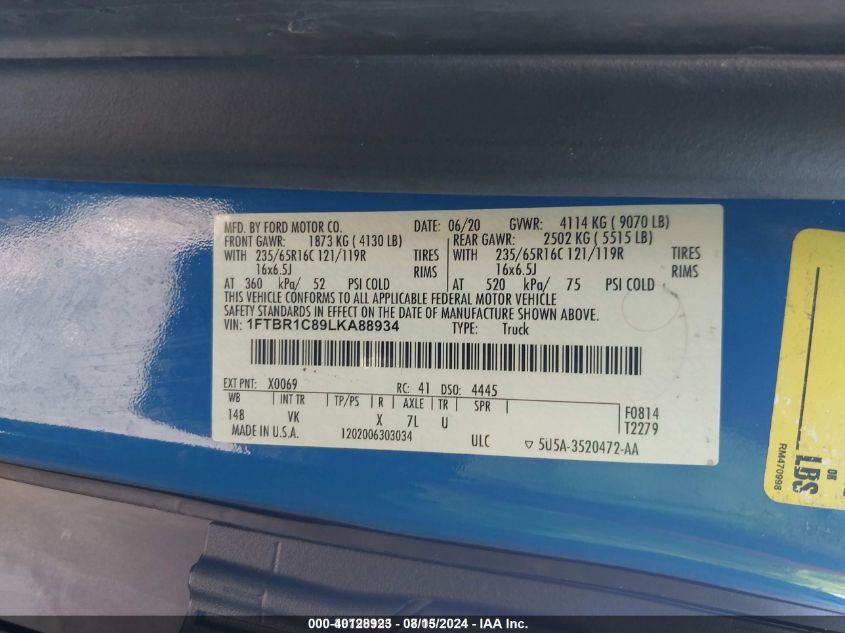 MFD. BY FORD MOTOR CO. DATE: 06/20 GVWR: 4114 KG ( 9070 LB)
FRONT GAWR: 1873 KG ( 4130 LB) REAR GAWR: 2502 KG ( 5515 LB)
WITH 235/65R16C 121/119R TIRES WITH 235/65R16C 121/119R TIRES
16x6.5J RIMS 16x6.5J RIMS
AT 360 kPa/ 52 PSI COLD AT 520 kPa/ 75 PSI COLD
THIS VEHICLE CONFORMS TO ALL APPLICABLE FEDERAL MOTOR VEHICLE
SAFETY STANDARDS IN EFFECT ON THE DATE OF MANUFACTURE SHOWN ABOVE.
VIN: 1FTBR1C89LKA88934 TYPE: Truck
EXT PNT: X0069 RC: 41 DSO: 4445
WB INT TR TP/PS R AXLE TR SPR F0814
148 VK X 7L U T2279
MADE IN U.S.A. 1202006303034 ULC 5U5A-3520472-AA
OR
LBS
RM470998
000-40128923 - 08/15/2024 - IAA Inc.